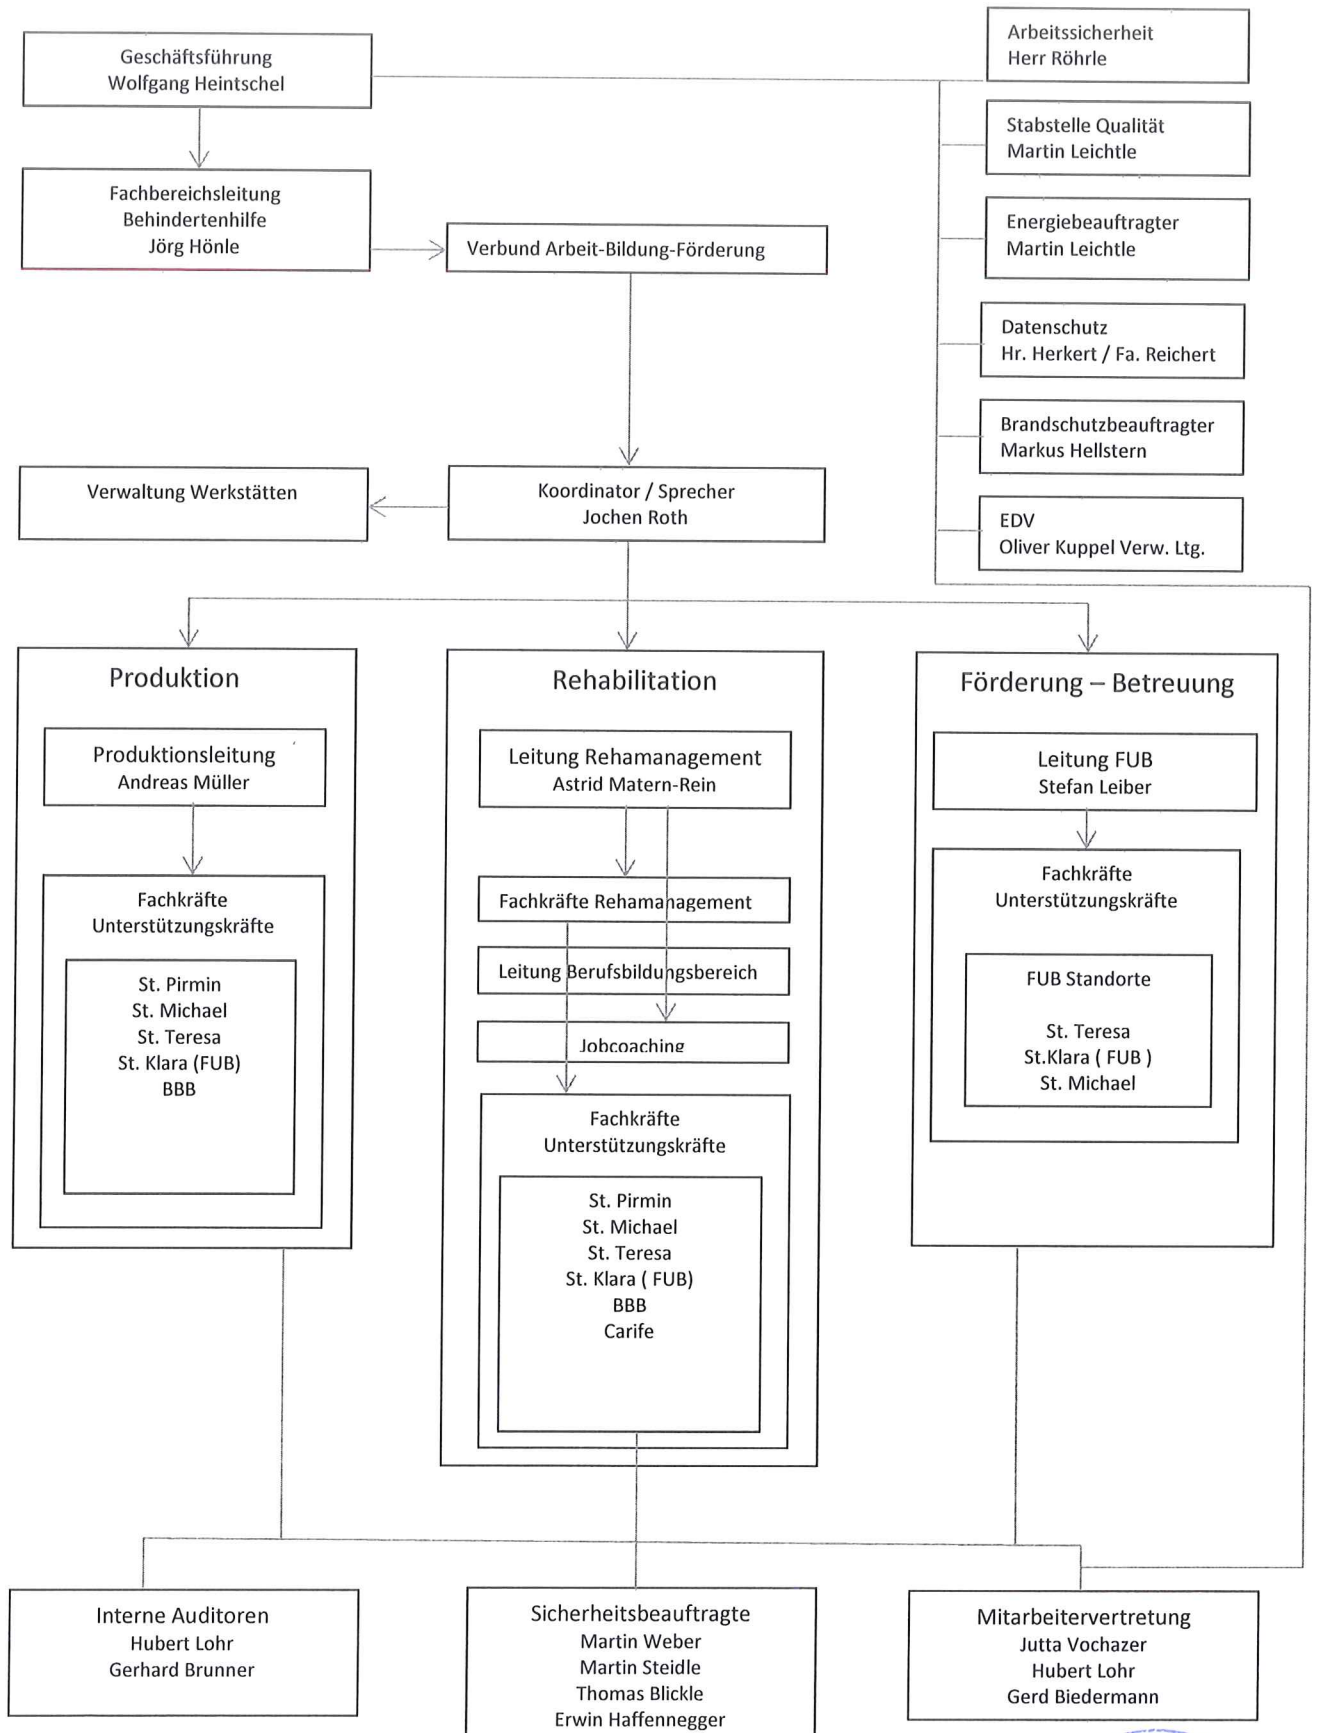 Geschäftsführung
Wolfgang Heintschel
Arbeitssicherheit
Herr Röhrle
Stabstelle Qualität
Martin Leichtle
Fachbereichsleitung
Behindertenhilfe
Jörg Hönle
Verbund Arbeit-Bildung-Förderung
Energiebeauftragter
Martin Leichtle
Datenschutz
Hr. Herkert / Fa. Reichert
Brandschutzbeauftragter
Markus Hellstern
Verwaltung Werkstätten
Koordinator / Sprecher
Jochen Roth
EDV
Oliver Kuppel Verw. Ltg.
Produktion
Produktionsleitung
Andreas Müller
Fachkräfte
Unterstützungskräfte
St. Pirmin
St. Michael
St. Teresa
St. Klara (FUB)
BBB
Rehabilitation
Leitung Rehamanagement
Astrid Matern-Rein
Fachkräfte Rehamanagement
Leitung Berufsbildungsbereich
Jobcoaching
Fachkräfte
Unterstützungskräfte
St. Pirmin
St. Michael
St. Teresa
St. Klara ( FUB)
BBB
Carife
Förderung – Betreuung
Leitung FUB
Stefan Leiber
Fachkräfte
Unterstützungskräfte
FUB Standorte
St. Teresa
St.Klara ( FUB )
St. Michael
Interne Auditoren
Hubert Lohr
Gerhard Brunner
Sicherheitsbeauftragte
Martin Weber
Martin Steidle
Thomas Blickle
Erwin Haffennegger
Mitarbeitervertretung
Jutta Vochazer
Hubert Lohr
Gerd Biedermann